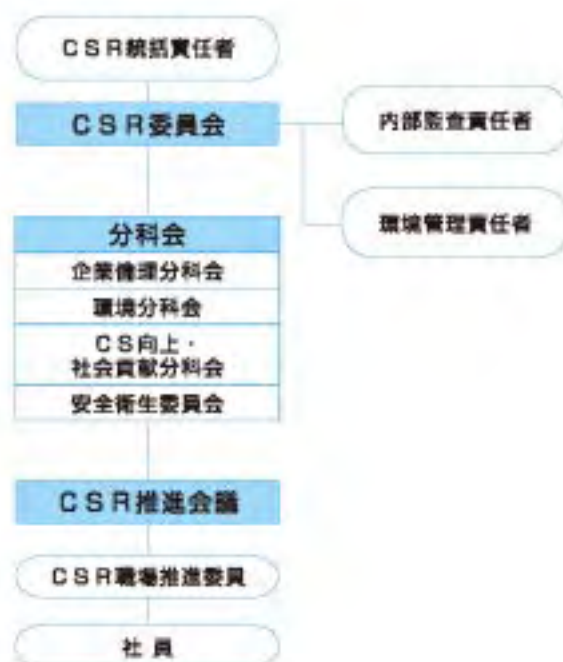 CSR統括責任者
CSR委員会
内部監査責任者
環境管理責任者
分科会
企業倫理分科会
環境分科会
CS向上・
社会貢献分科会
安全衛生委員会
CSR推進会議
CSR職場推進委員
社員